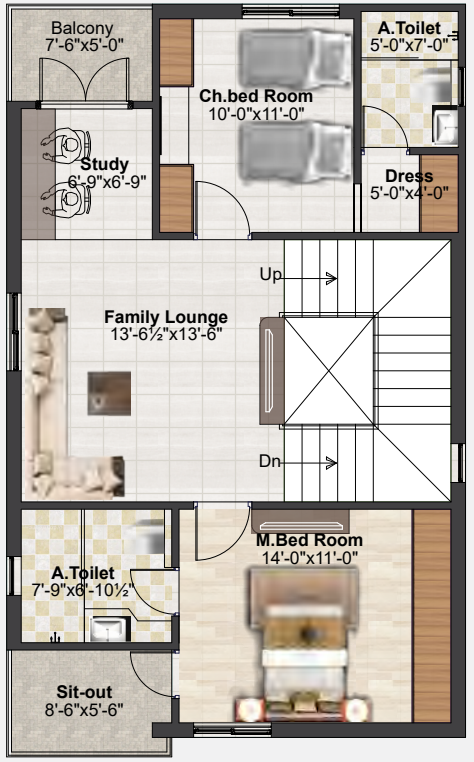 Balcony
7'-6"x5'-0"
A.Toilet
5'-0"x7'-0"
Ch.bed Room
10'-0"x11'-0"
Study
6'-9"x6'-9"
Dress
5'-0"x4'-0"
Up
Family Lounge
13'-6½"x13'-6"
Dn
M.Bed Room
14'-0"x11'-0"
A.Toilet
7'-9"x6'-10½"
Sit-out
8'-6"x5'-6"